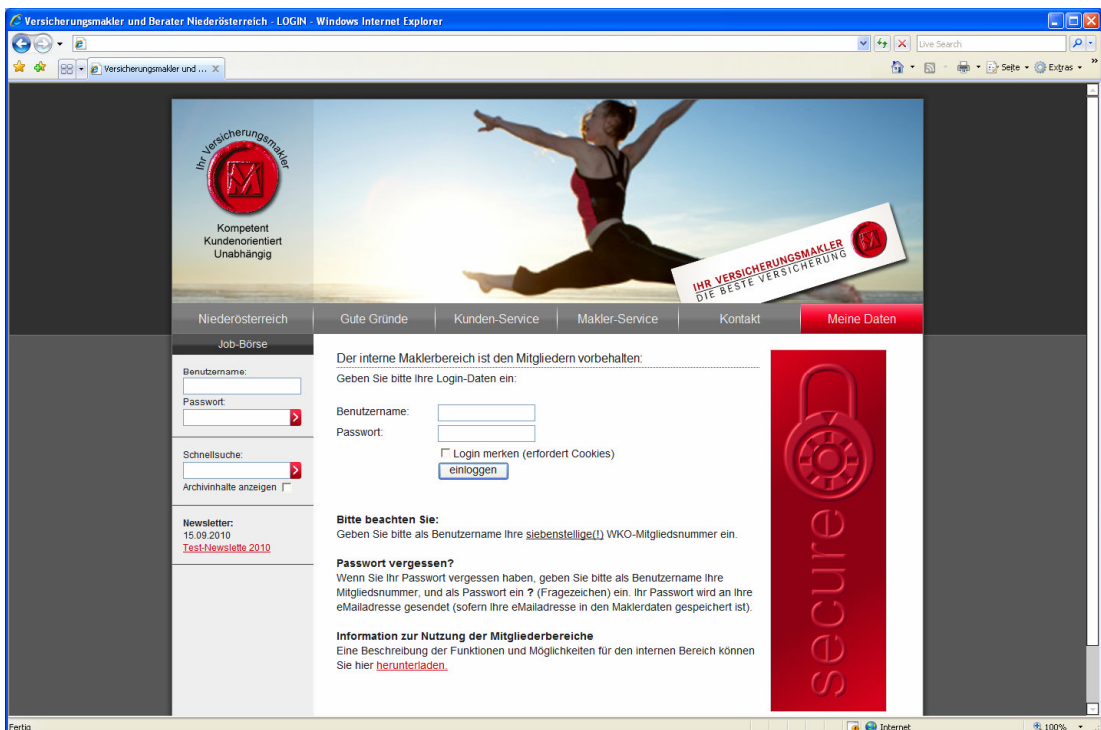 Versicherungsmakler und Berater Niederösterreich - LOGIN - Windows Internet Explorer
Live Search
Versicherungsmakler und ...
Seite
Extras
Ihr Versicherungsmakler
Kompetent
Kundenorientiert
Unabhängig
IHR VERSICHERUNGSMAKLER
DIE BESTE VERSICHERUNG
Niederösterreich
Gute Gründe
Kunden-Service
Makler-Service
Kontakt
Meine Daten
Job-Börse
Benutzername:
Passwort:
Schnellsuche:
Archivinhalte anzeigen
Newsletter:
15.09.2010
Test-Newslette 2010
Der interne Maklerbereich ist den Mitgliedern vorbehalten:
Geben Sie bitte Ihre Login-Daten ein:
Benutzername:
Passwort:
Login merken (erfordert Cookies)
einloggen
Bitte beachten Sie:
Geben Sie bitte als Benutzername Ihre siebenstellige(!) WKO-Mitgliedsnummer ein.
Passwort vergessen?
Wenn Sie Ihr Passwort vergessen haben, geben Sie bitte als Benutzername Ihre
Mitgliedsnummer, und als Passwort ein ? (Fragezeichen) ein. Ihr Passwort wird an Ihre
eMailadresse gesendet (sofern Ihre eMailadresse in den Maklerdaten gespeichert ist).
Information zur Nutzung der Mitgliederbereiche
Eine Beschreibung der Funktionen und Möglichkeiten für den internen Bereich können
Sie hier herunterladen.
secure
Fertig
Internet
100%